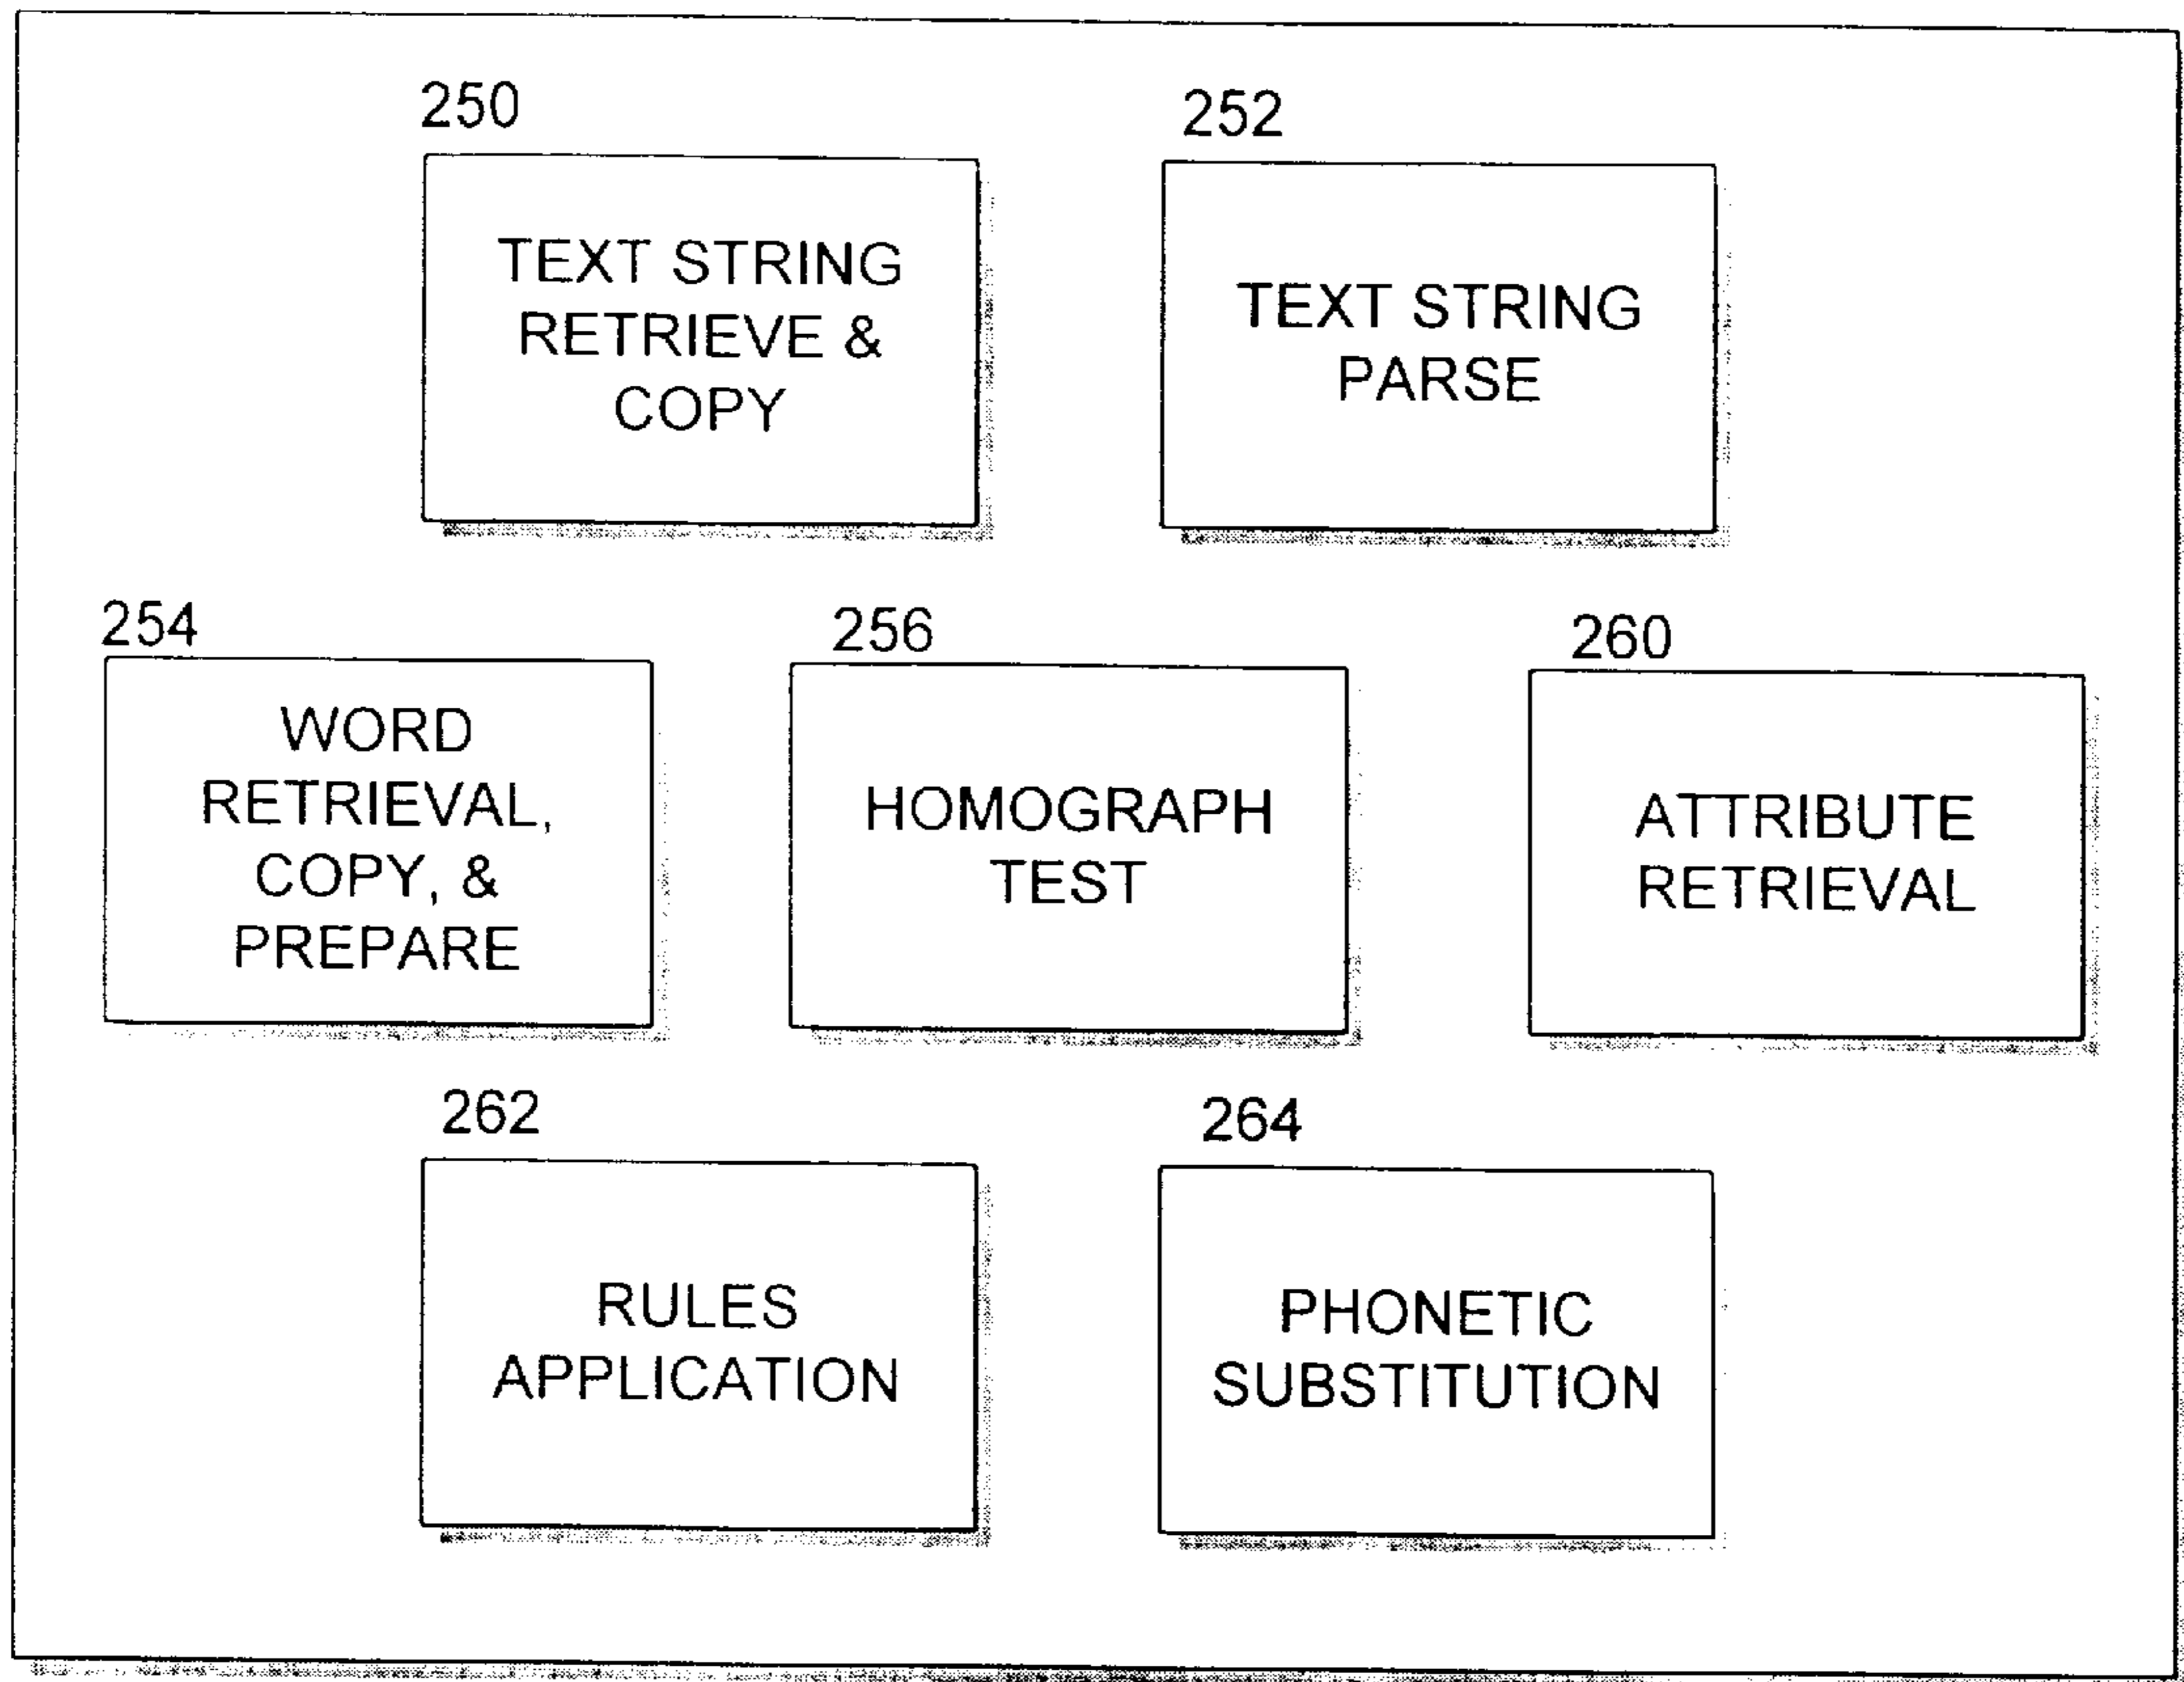 250
TEXT STRING
RETRIEVE &
COPY
252
TEXT STRING
PARSE
254
WORD
RETRIEVAL,
COPY, &
PREPARE
256
HOMOGRAPH
TEST
260
ATTRIBUTE
RETRIEVAL
262
RULES
APPLICATION
264
PHONETIC
SUBSTITUTION